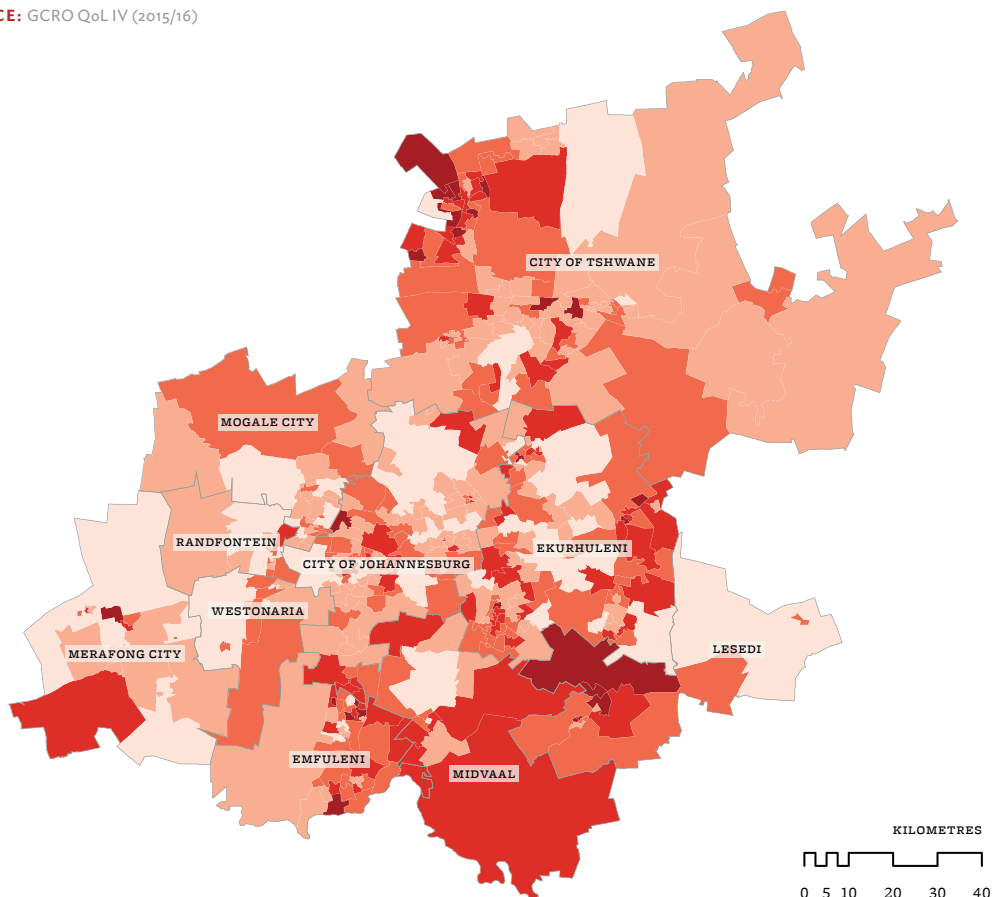 CE: GCRO QoL IV (2015/16)
CITY OF TSHWANE
MOGALE CITY
RANDFONTEIN
EKURHULENI
CITY OF JOHANNESBURG
WESTONARIA
MERAFONG CITY
LESEDI
EMFULENI
MIDVAAL
KILOMETRES
0 5 10 20 30 40